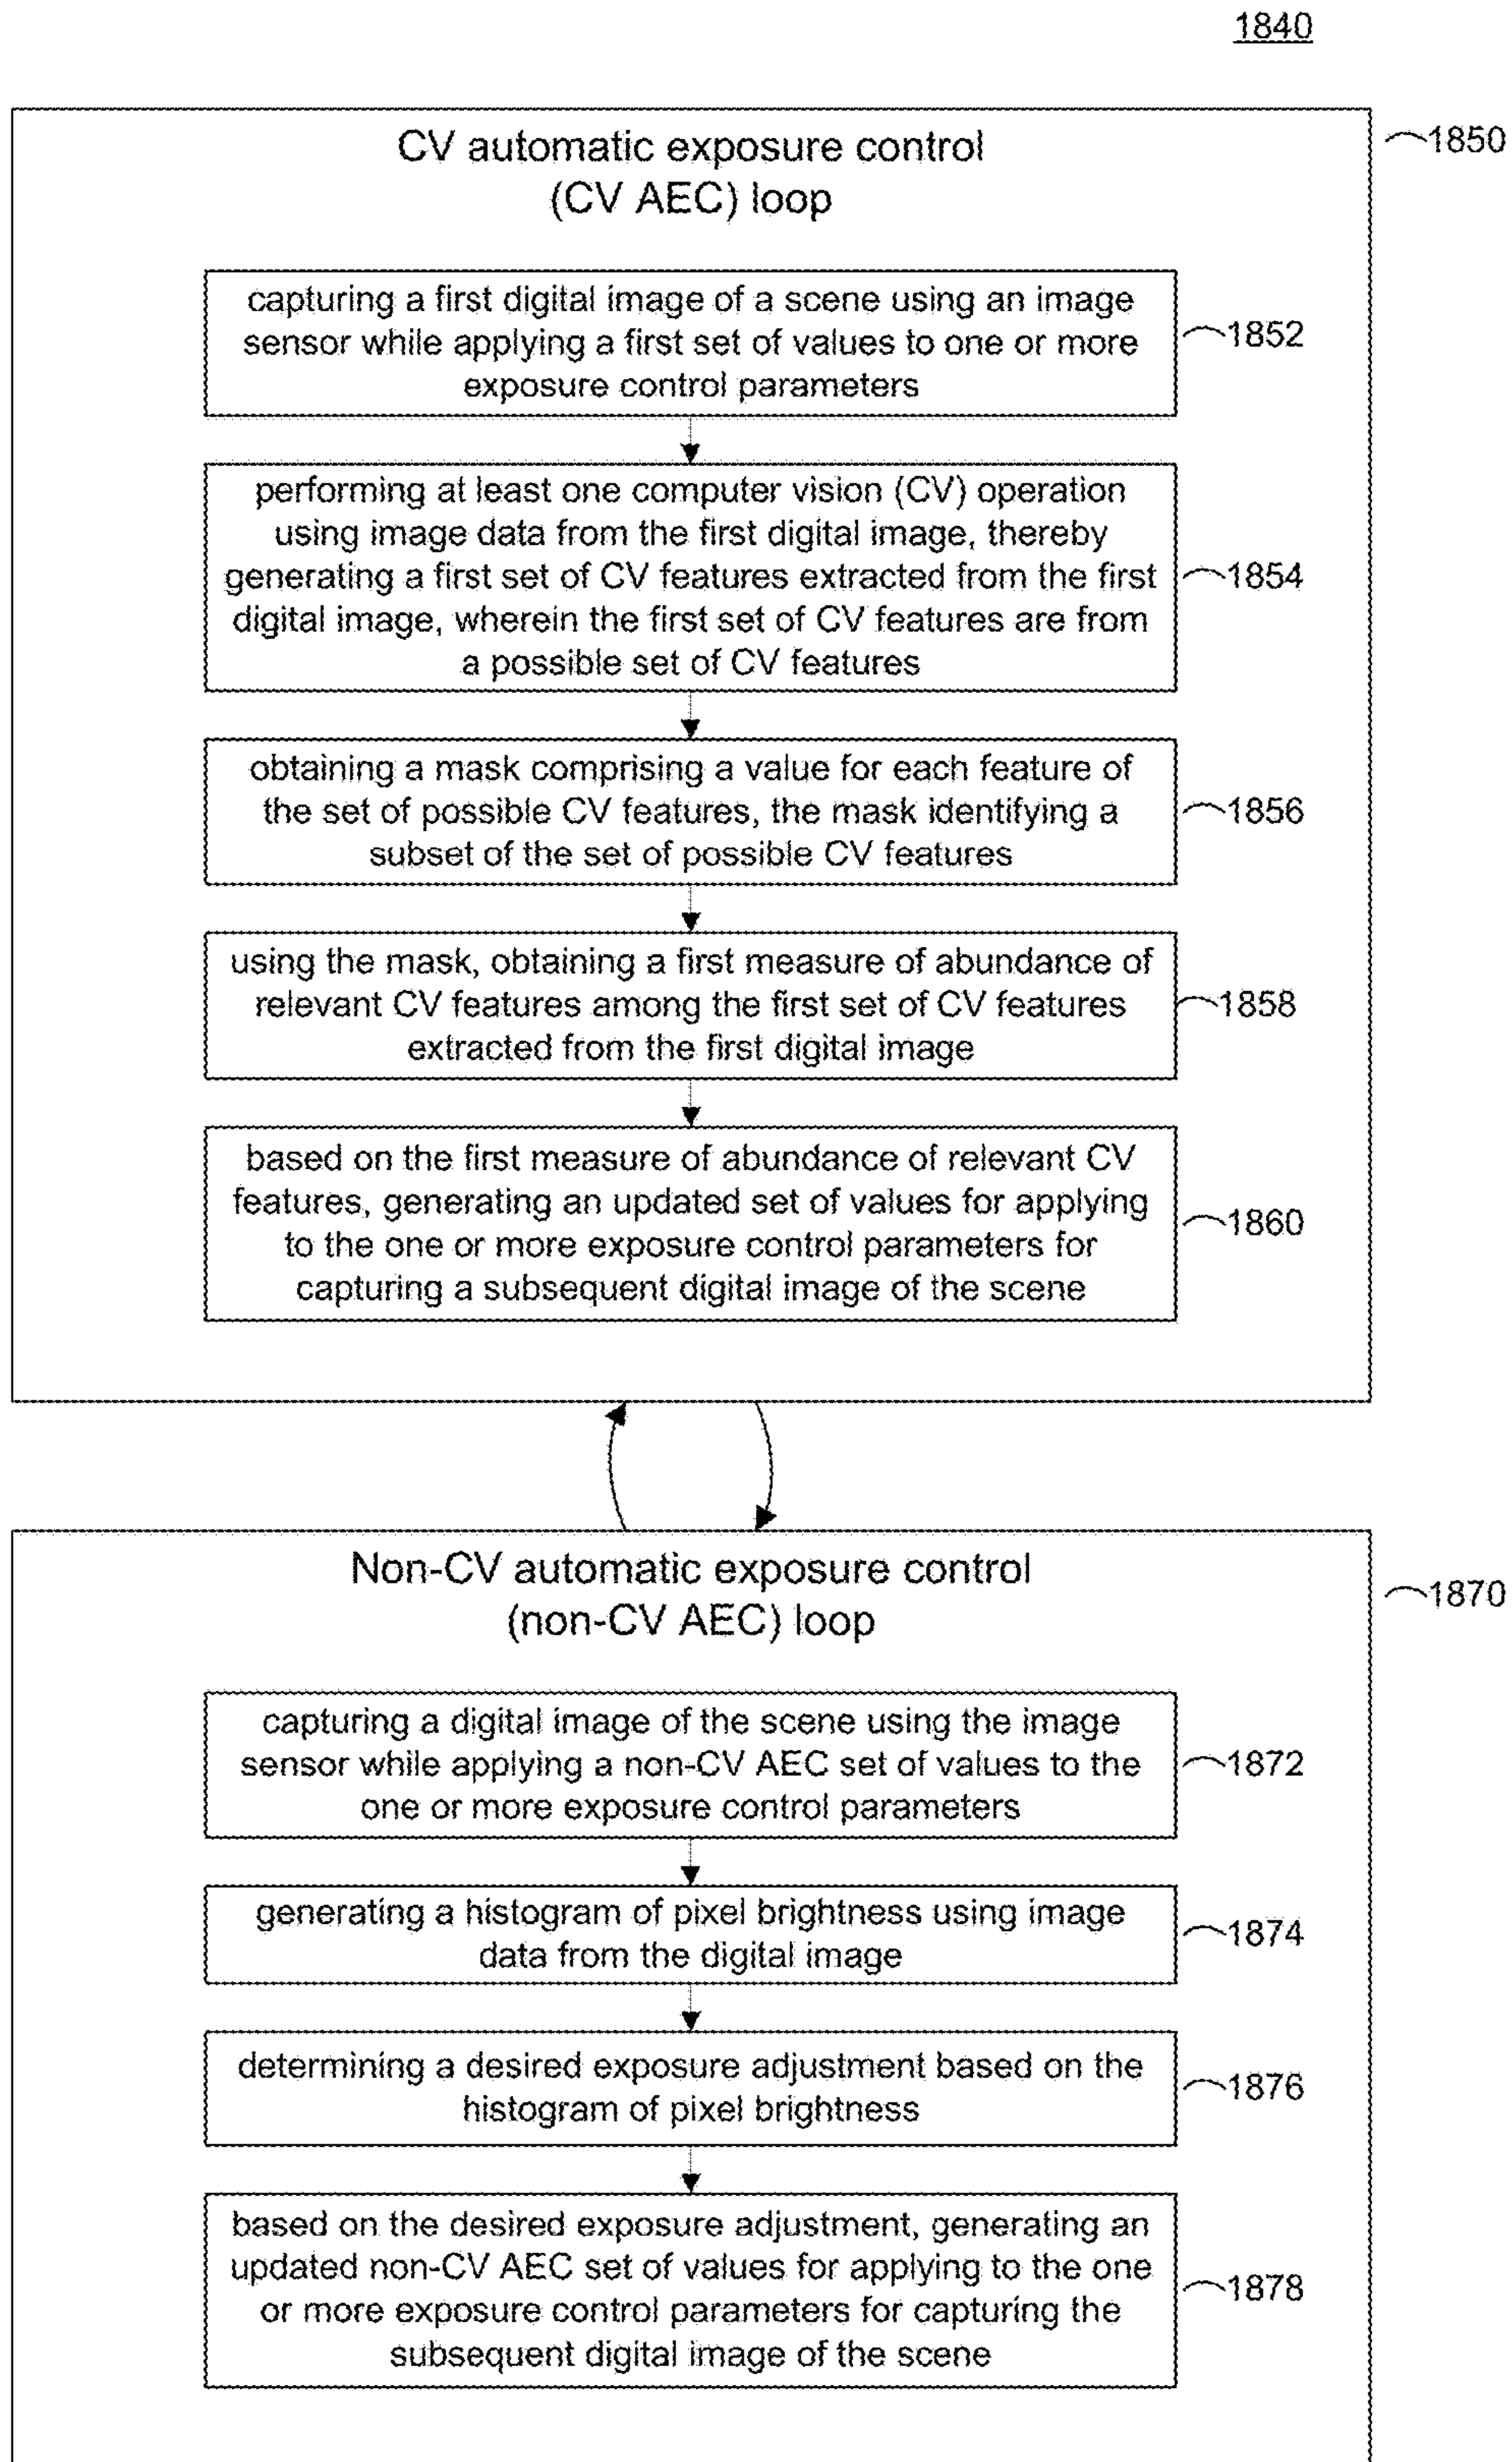 1840
CV automatic exposure control
(CV AEC) loop
1850
capturing a first digital image of a scene using an image
sensor while applying a first set of values to one or more
exposure control parameters
1852
performing at least one computer vision (CV) operation
using image data from the first digital image, thereby
generating a first set of CV features extracted from the first
digital image, wherein the first set of CV features are from
a possible set of CV features
1854
obtaining a mask comprising a value for each feature of
the set of possible CV features, the mask identifying a
subset of the set of possible CV features
1856
using the mask, obtaining a first measure of abundance of
relevant CV features among the first set of CV features
extracted from the first digital image
1858
based on the first measure of abundance of relevant CV
features, generating an updated set of values for applying
to the one or more exposure control parameters for
capturing a subsequent digital image of the scene
1860
Non-CV automatic exposure control
(non-CV AEC) loop
1870
capturing a digital image of the scene using the image
sensor while applying a non-CV AEC set of values to the
one or more exposure control parameters
1872
generating a histogram of pixel brightness using image
data from the digital image
1874
determining a desired exposure adjustment based on the
histogram of pixel brightness
1876
based on the desired exposure adjustment, generating an
updated non-CV AEC set of values for applying to the one
or more exposure control parameters for capturing the
subsequent digital image of the scene
1878